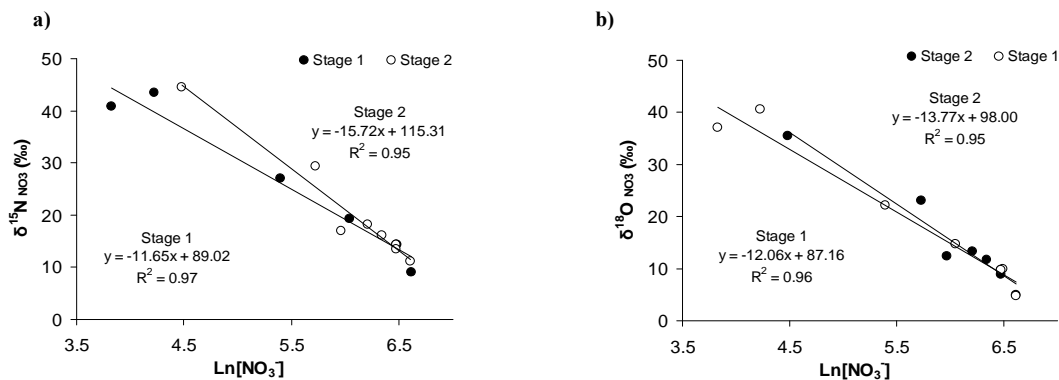 a)
Stage 1 Stage 2
50
40
30
20
10
0
δ¹⁵N NO3 (‰)
Stage 2
y = -15.72x + 115.31
R² = 0.95
Stage 1
y = -11.65x + 89.02
R² = 0.97
3.5 4.5 5.5 6.5
Ln[NO₃⁻]
b)
Stage 2 Stage 1
50
40
30
20
10
0
δ¹⁸O NO3 (‰)
Stage 2
y = -13.77x + 98.00
R² = 0.95
Stage 1
y = -12.06x + 87.16
R² = 0.96
3.5 4.5 5.5 6.5
Ln[NO₃⁻]